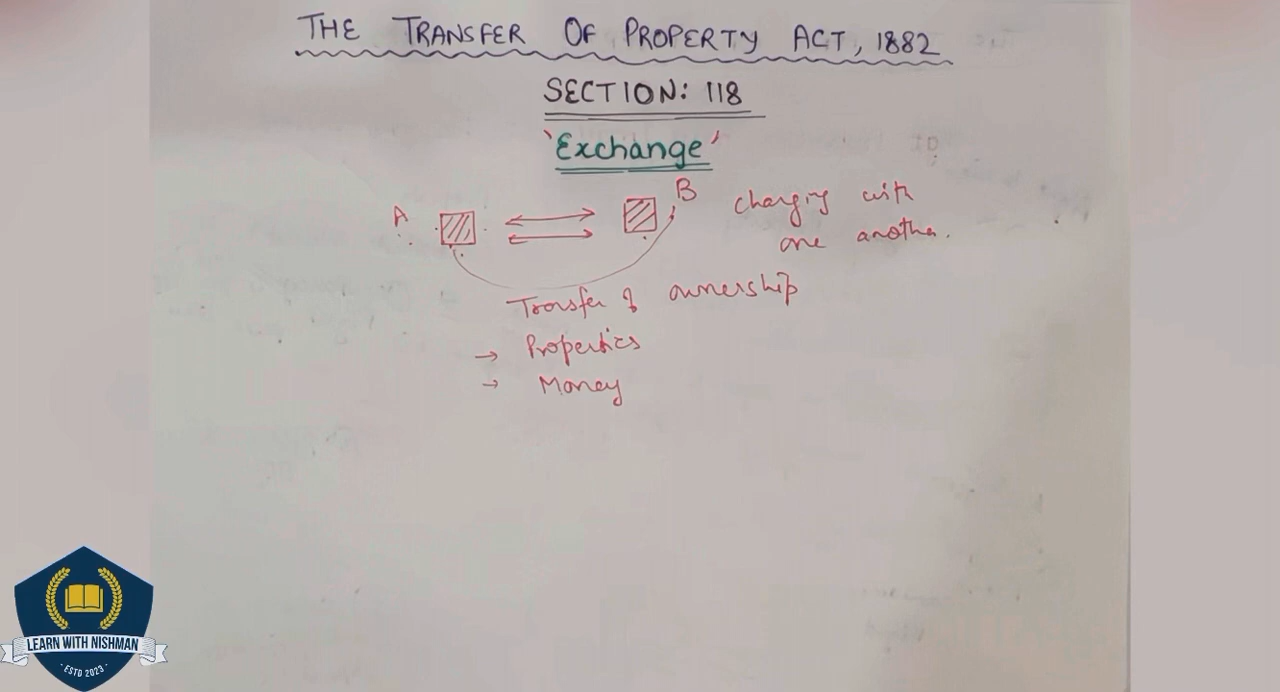 THE TRANSFER OF PROPERTY ACT, 1882
SECTION: 118
'Exchange'
A
B
Changing with
one another.
Transfer of ownership
→ Properties
→ Money
LEARN WITH NISHMAN
· ESTD 2023 ·